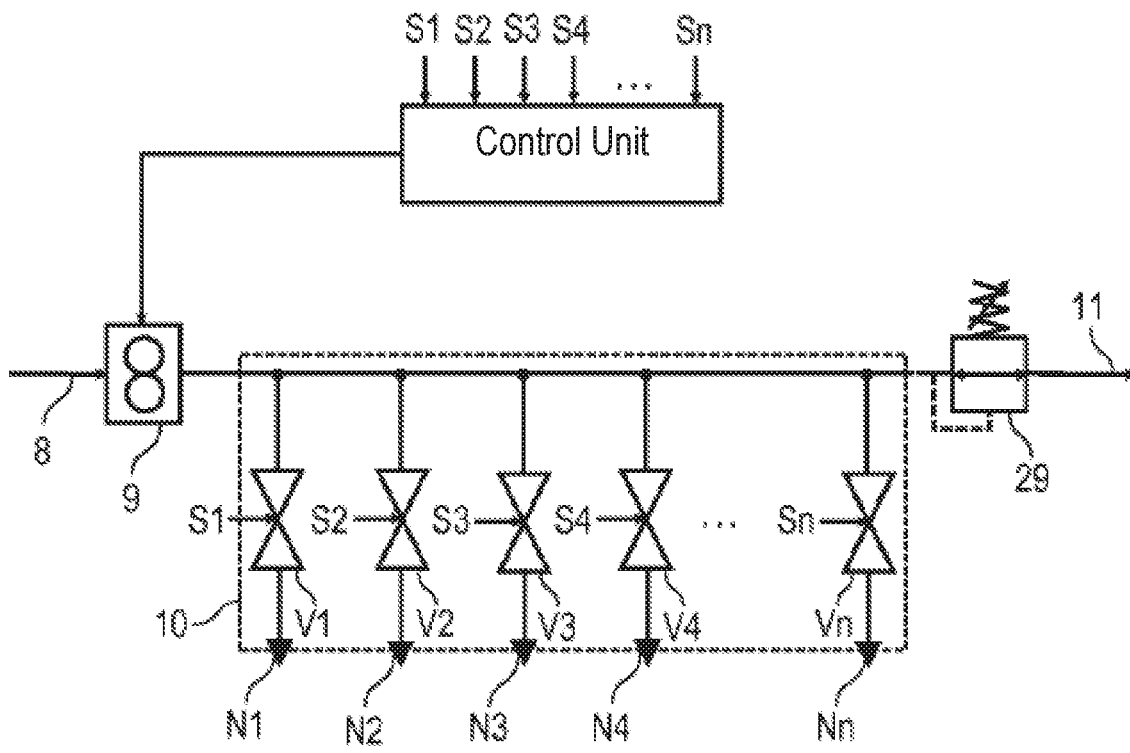 S1 S2 S3 S4 ... Sn
Control Unit
11
8
9
29
S1 S2 S3 S4 ... Sn
10
V1 V2 V3 V4 Vn
N1 N2 N3 N4 Nn